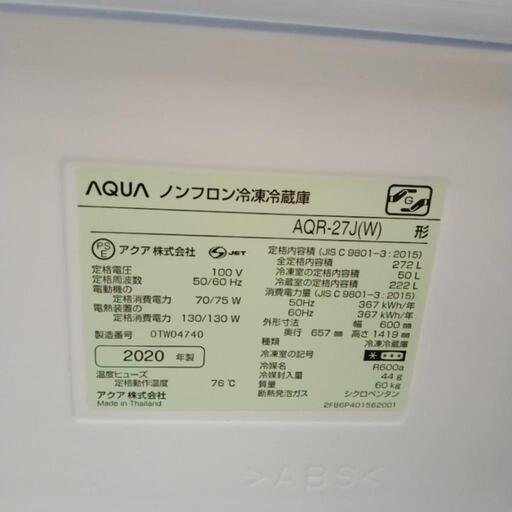 AQUA ノンフロン冷凍冷蔵庫
G
AQR-27J(W) 形
PS E アクア株式会社 S JET
定格電圧 100 V
定格周波数 50/60 Hz
電動機の
定格消費電力 70/75 W
電熱装置の
定格消費電力 130/130 W
製造番号 0TW04740
2020 年製
温度ヒューズ
定格動作温度 76℃
アクア株式会社
Made in Thailand
定格内容積 (JIS C 9801-3 : 2015)
全定格内容積 272 L
冷凍室の定格内容積 50 L
冷蔵室の定格内容積 222 L
消費電力量 (JIS C 9801-3 : 2015)
50Hz 367 kWh/年
60Hz 367 kWh/年
外形寸法 幅 600 mm
奥行 657 mm 高さ 1419 mm
種類 冷凍冷蔵庫
冷凍室の記号
冷媒名 R600a
冷媒封入量 44 g
質量 60 kg
断熱発泡ガス シクロペンタン
2FB6P401562001
>ABS<